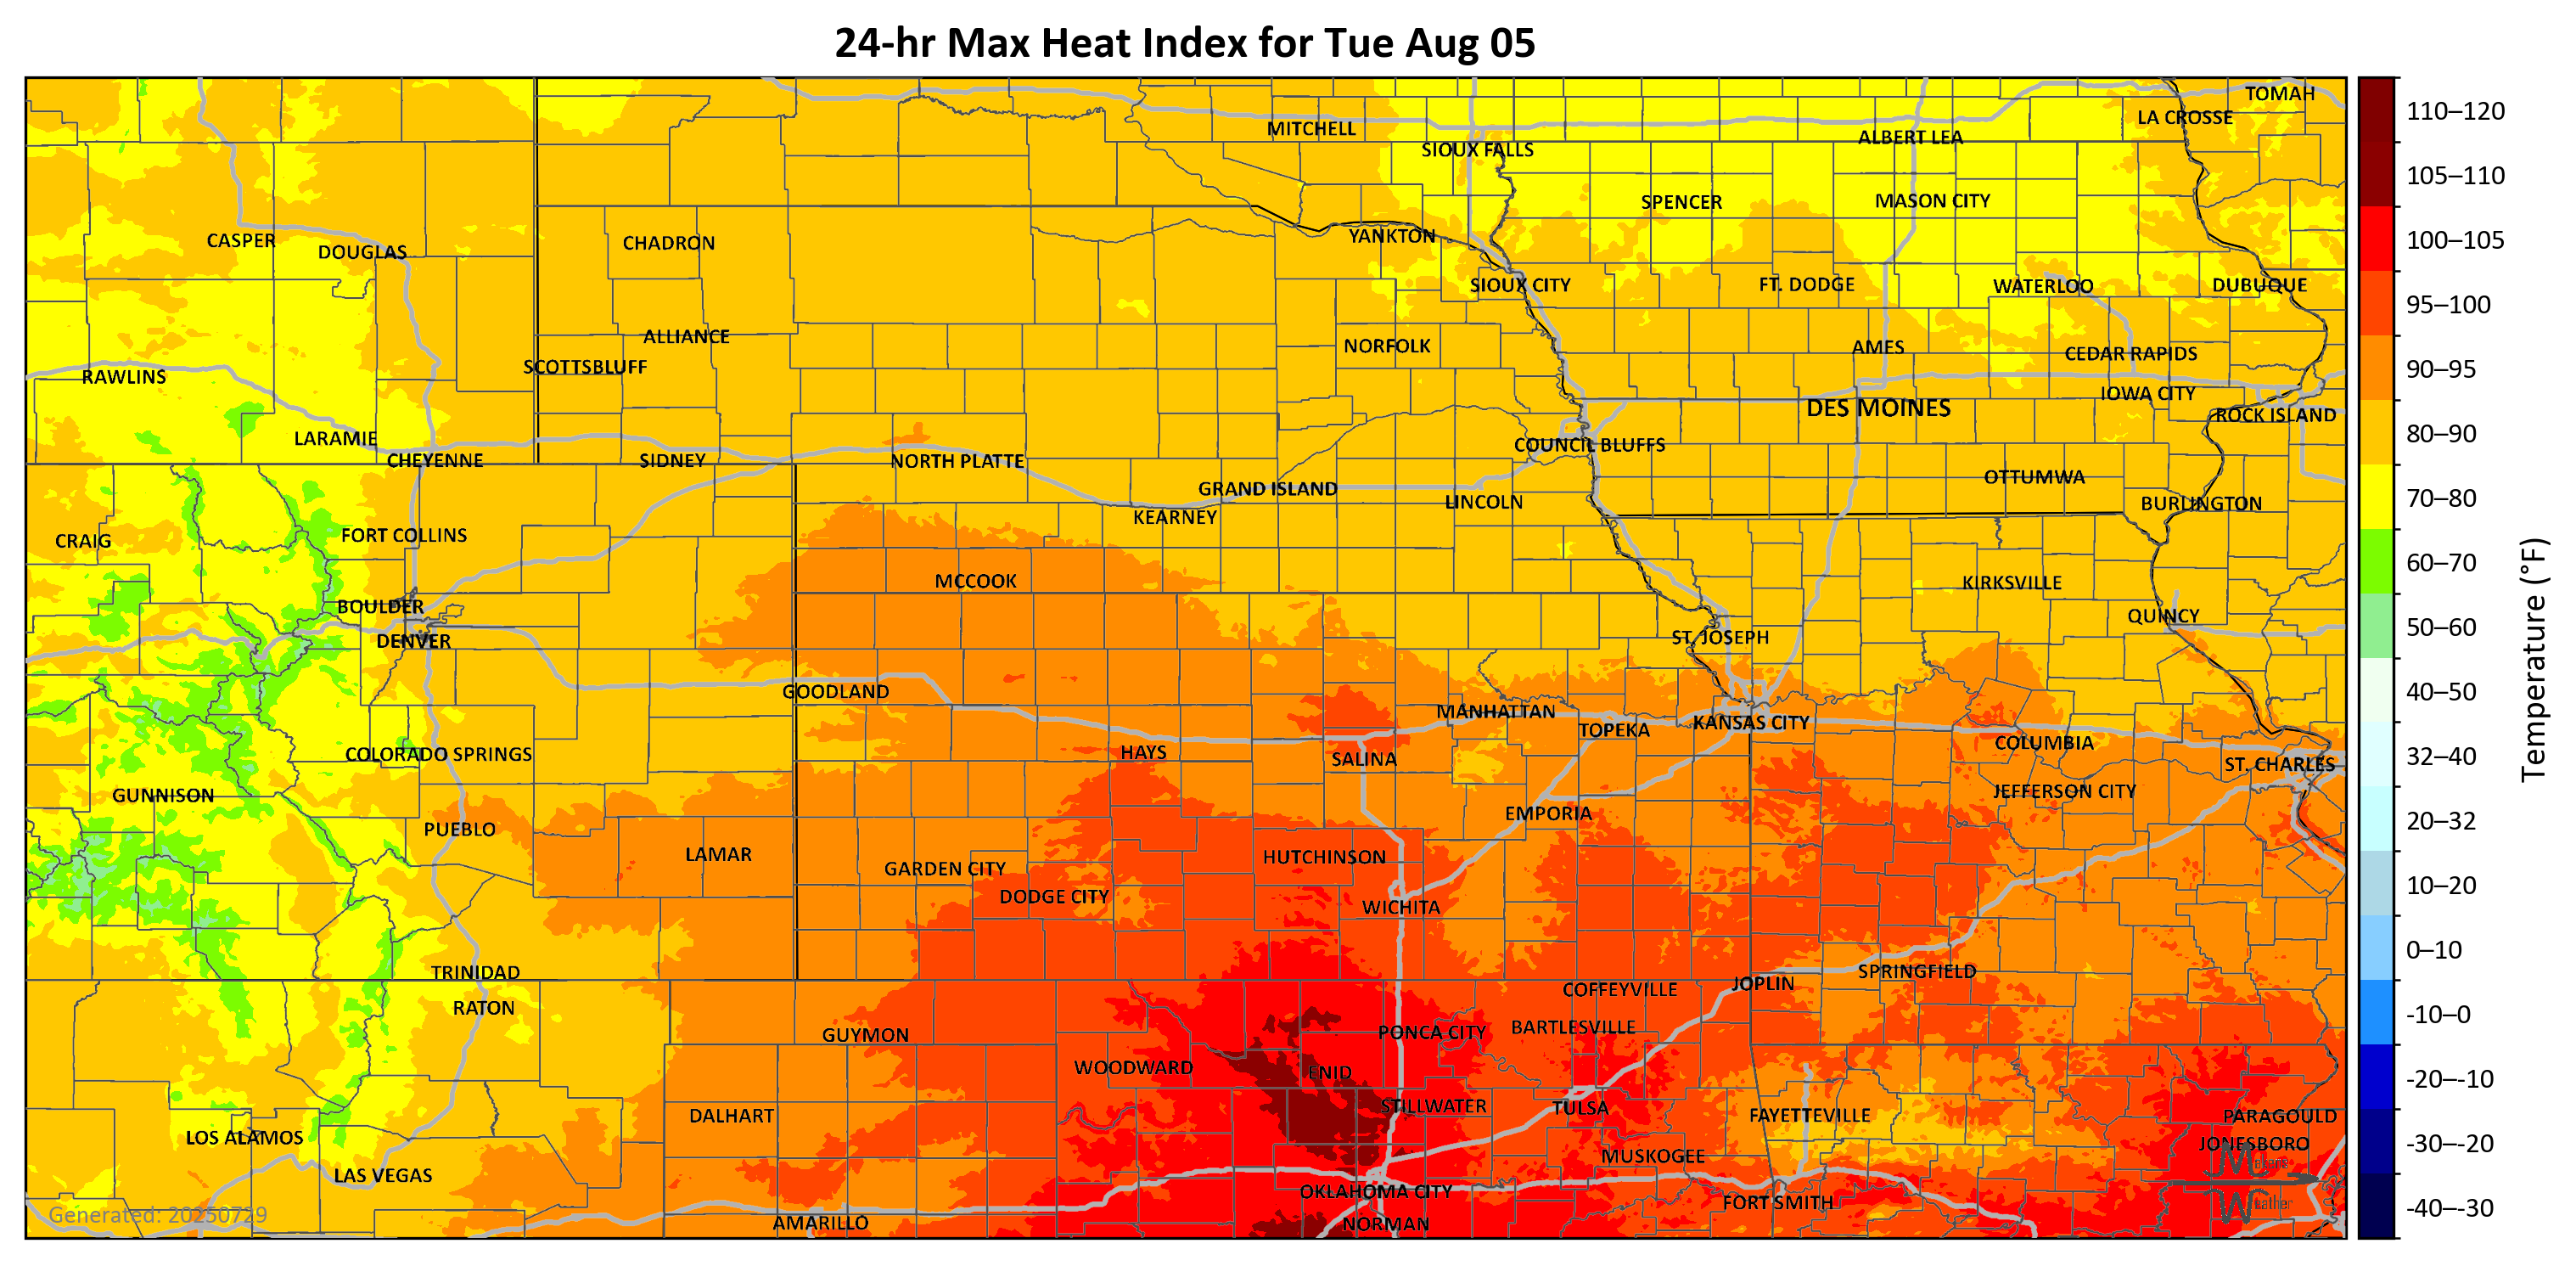 24-hr Max Heat Index for Tue Aug 05
TOMAH
LA CROSSE
MITCHELL
ALBERT LEA
SIOUX FALLS
SPENCER
MASON CITY
CASPER
DOUGLAS
CHADRON
YANKTON
SIOUX CITY
FT. DODGE
WATERLOO
DUBUQUE
ALLIANCE
NORFOLK
AMES
CEDAR RAPIDS
SCOTTSBLUFF
RAWLINS
IOWA CITY
DES MOINES
ROCK ISLAND
LARAMIE
COUNCIL BLUFFS
CHEYENNE
SIDNEY
NORTH PLATTE
OTTUMWA
GRAND ISLAND
LINCOLN
BURLINGTON
KEARNEY
FORT COLLINS
CRAIG
MCCOOK
KIRKSVILLE
BOULDER
QUINCY
DENVER
ST. JOSEPH
GOODLAND
MANHATTAN
KANSAS CITY
TOPEKA
COLUMBIA
COLORADO SPRINGS
HAYS
SALINA
ST. CHARLES
GUNNISON
JEFFERSON CITY
EMPORIA
PUEBLO
LAMAR
HUTCHINSON
GARDEN CITY
DODGE CITY
WICHITA
TRINIDAD
SPRINGFIELD
JOPLIN
COFFEYVILLE
RATON
GUYMON
PONCA CITY
BARTLESVILLE
WOODWARD
ENID
STILLWATER
TULSA
DALHART
FAYETTEVILLE
PARAGOULD
LOS ALAMOS
JONESBORO
MUSKOGEE
LAS VEGAS
OKLAHOMA CITY
FORT SMITH
AMARILLO
NORMAN
Generated: 20250729
110–120
105–110
100–105
95–100
90–95
80–90
70–80
60–70
50–60
40–50
32–40
20–32
10–20
0–10
-10–0
-20–-10
-30–-20
-40–-30
Temperature (°F)